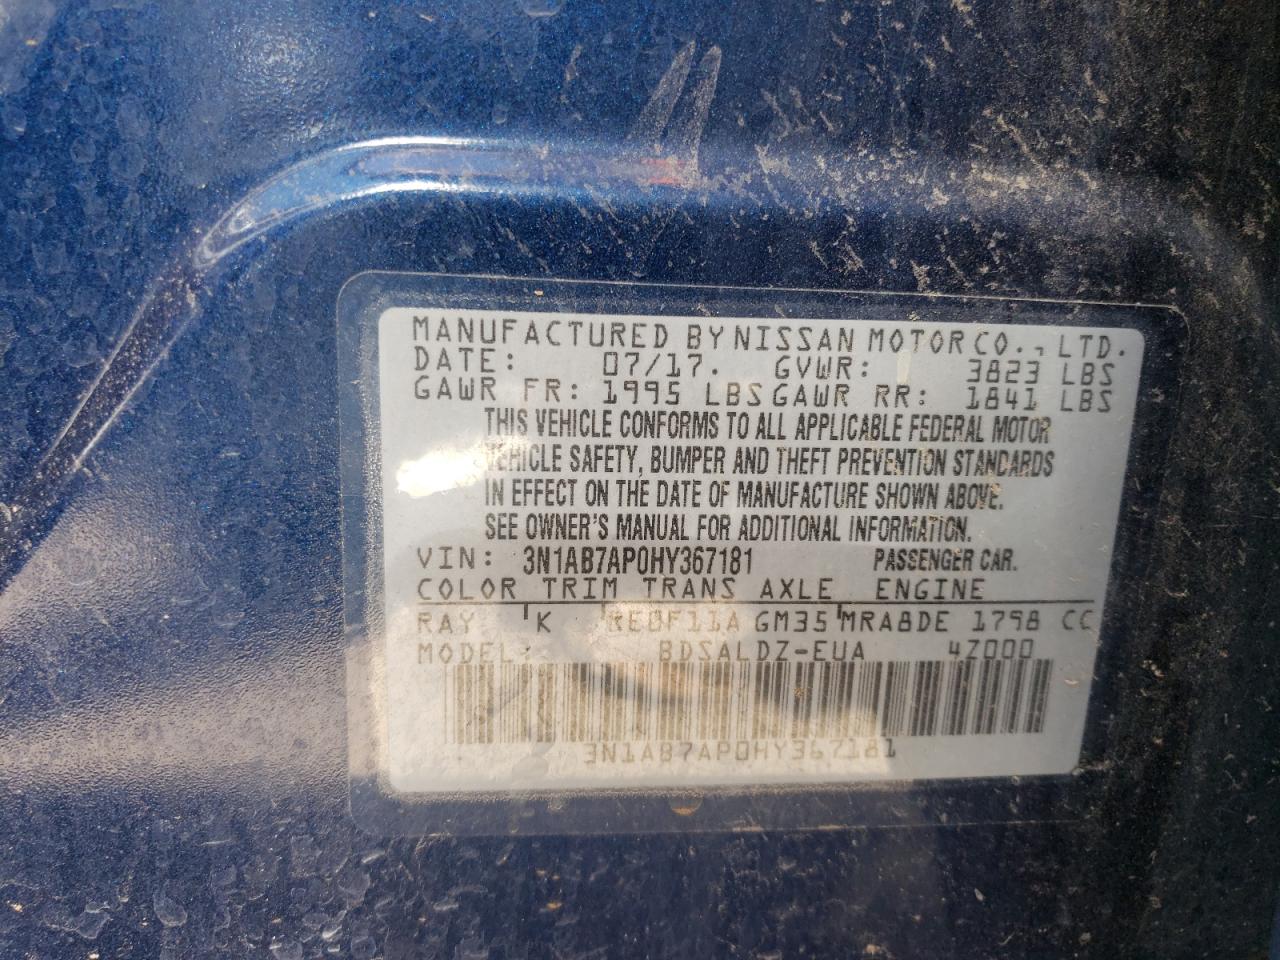 MANUFACTURED BY NISSAN MOTOR CO., LTD.
DATE: 07/17. GVWR: 3823 LBS
GAWR FR: 1995 LBS GAWR RR: 1841 LBS
THIS VEHICLE CONFORMS TO ALL APPLICABLE FEDERAL MOTOR
VEHICLE SAFETY, BUMPER AND THEFT PREVENTION STANDARDS
IN EFFECT ON THE DATE OF MANUFACTURE SHOWN ABOVE.
SEE OWNER'S MANUAL FOR ADDITIONAL INFORMATION.
VIN: 3N1AB7AP0HY367181 PASSENGER CAR.
COLOR TRIM TRANS AXLE ENGINE
RAY 'K 'RE0F11A GM35'MRA8DE 1798 CC
MODEL: BDSALDZ-EUA 4Z000
3N1AB7AP0HY367181